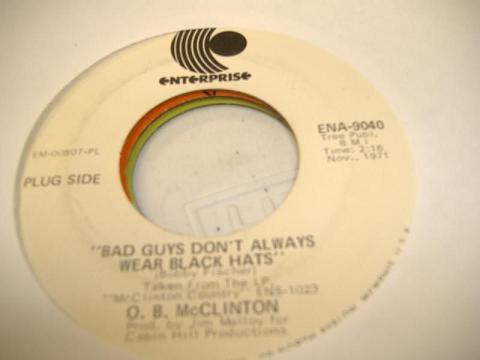 ENTERPRISE
ENA-9040
Tree Publ.
B M I
Time: 2:16
Nov., 1971
EM-00807-PL
PLUG SIDE
"BAD GUYS DON'T ALWAYS
WEAR BLACK HATS"
(Bobby Fischer)
Taken From The LP
"McClinton Country" ENS-1023
O. B. McCLINTON
Prod. by Jim Malloy for
Cabin Hill Productions